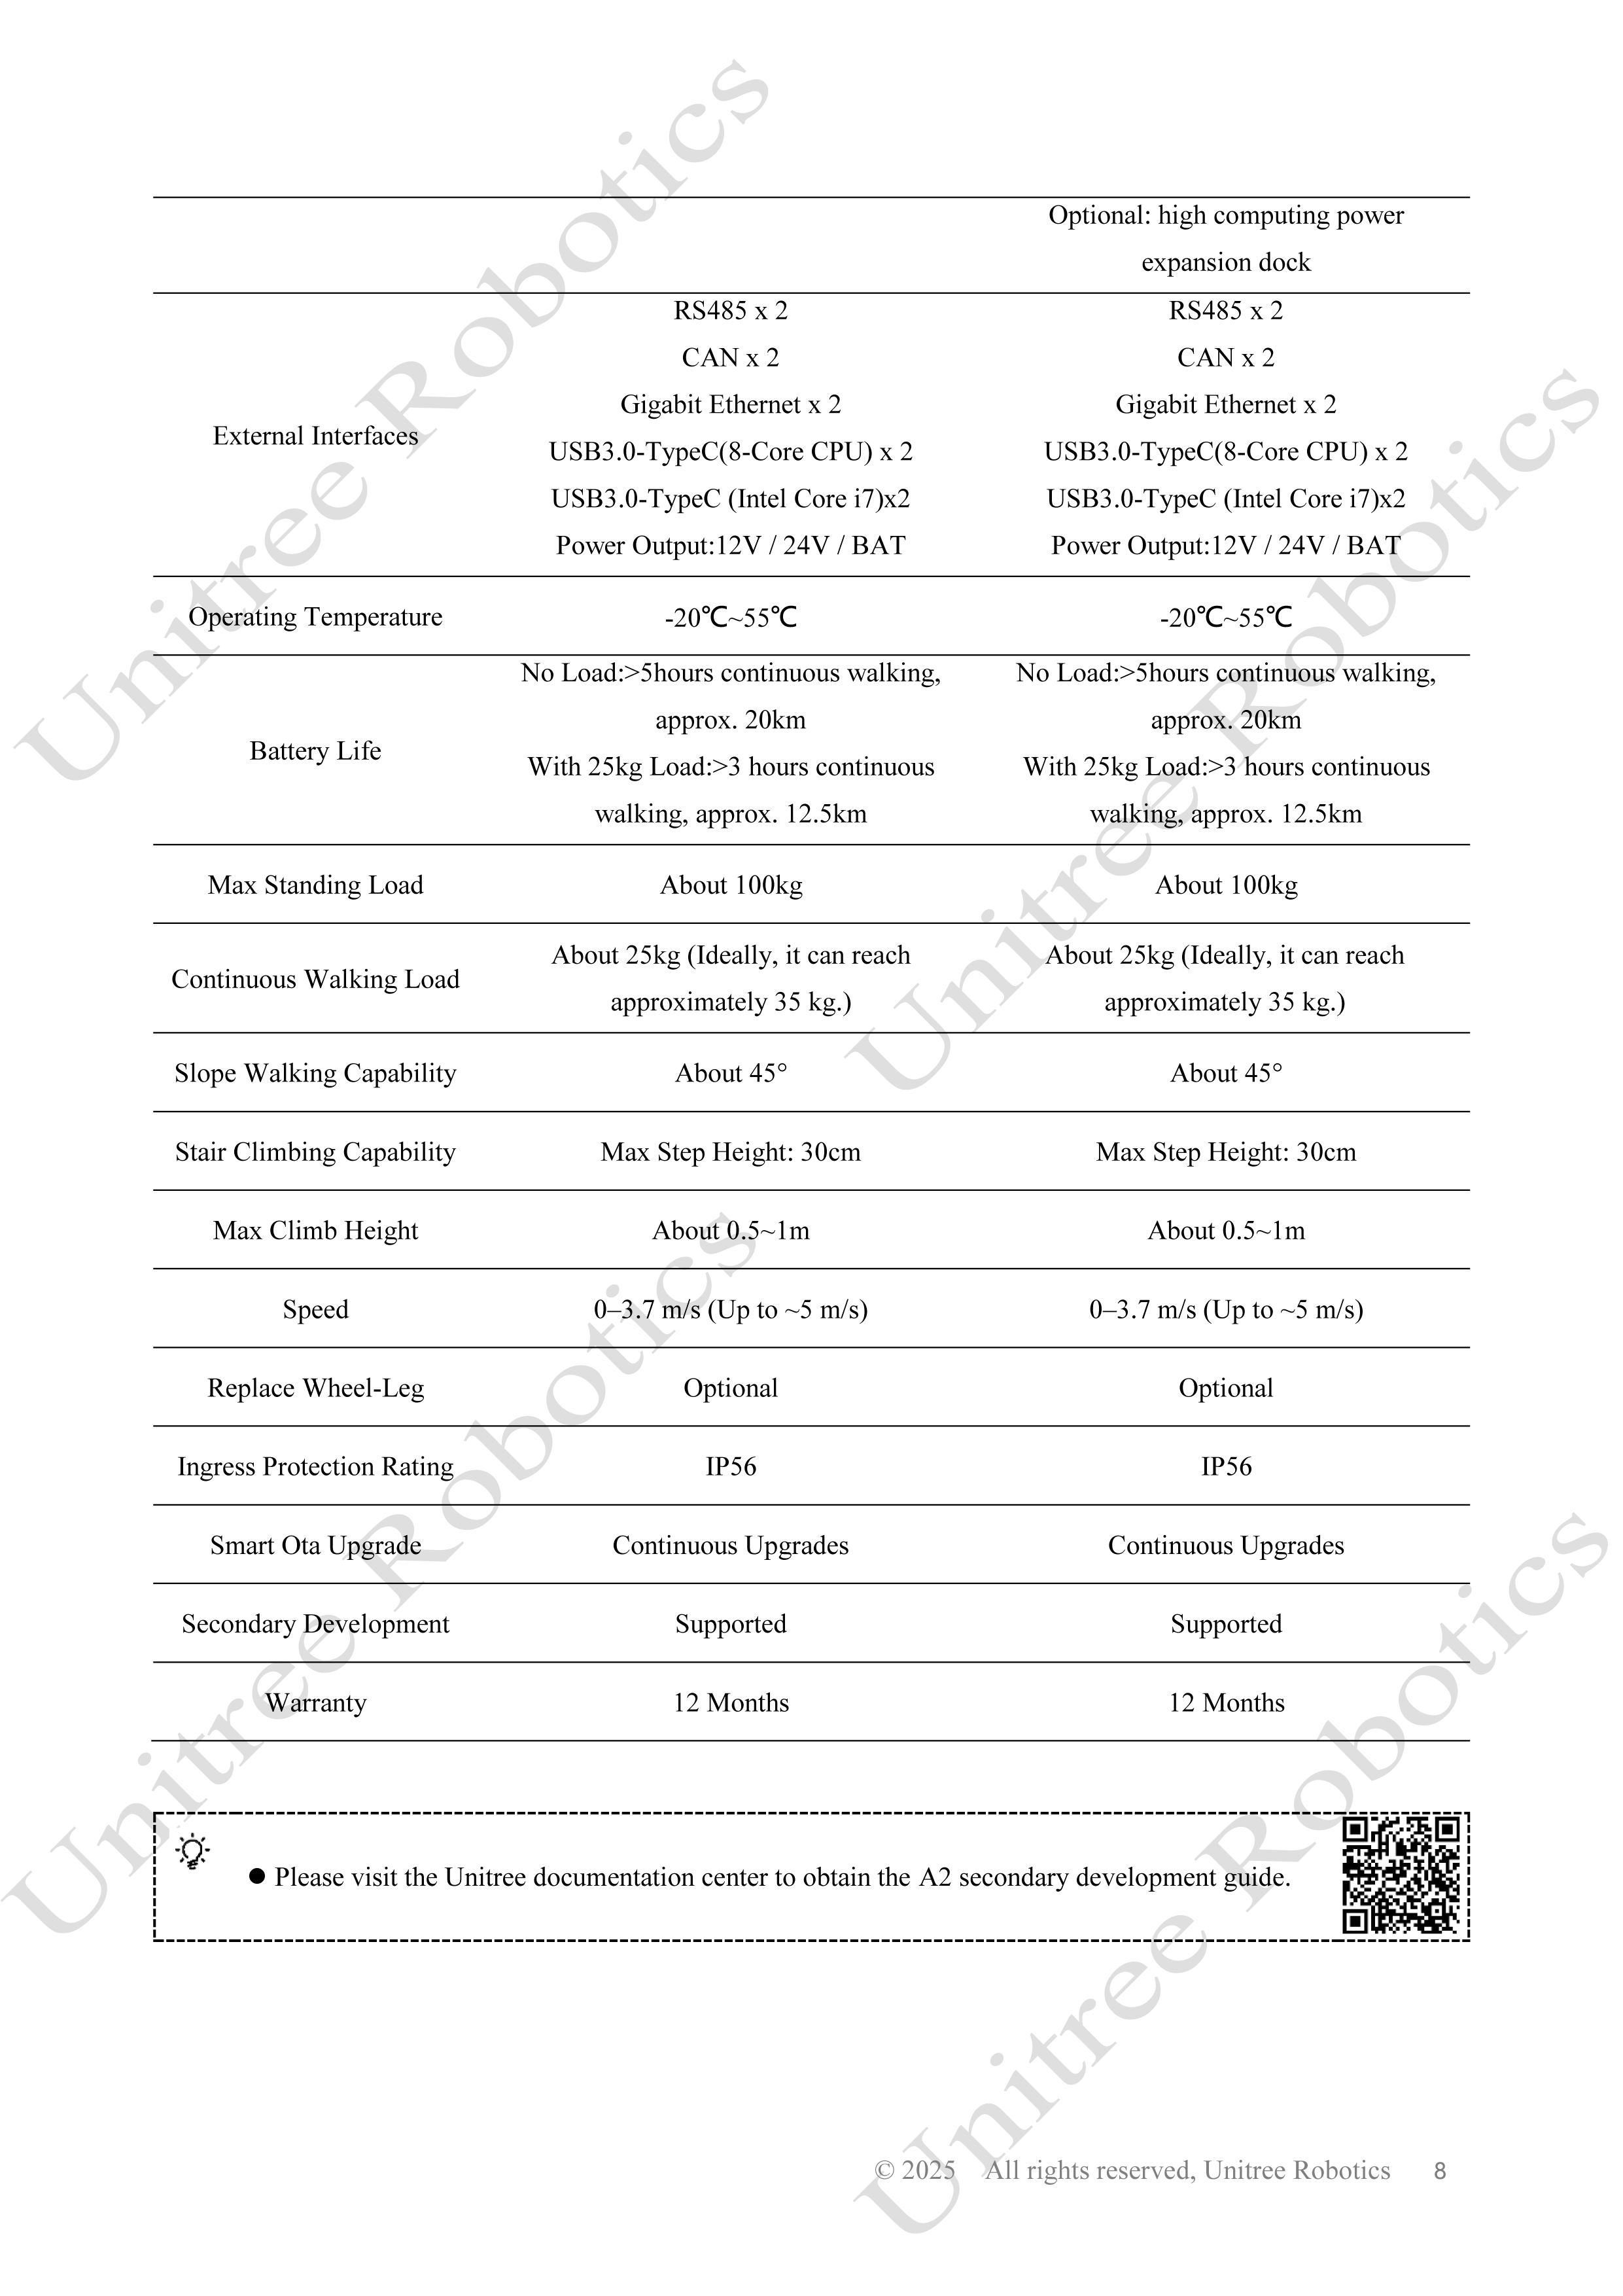 Optional: high computing power
expansion dock
External Interfaces
RS485 x 2
CAN x 2
Gigabit Ethernet x 2
USB3.0-TypeC(8-Core CPU) x 2
USB3.0-TypeC (Intel Core i7)x2
Power Output:12V / 24V / BAT
RS485 x 2
CAN x 2
Gigabit Ethernet x 2
USB3.0-TypeC(8-Core CPU) x 2
USB3.0-TypeC (Intel Core i7)x2
Power Output:12V / 24V / BAT
Operating Temperature
-20℃~55℃
-20℃~55℃
Battery Life
No Load:>5hours continuous walking,
approx. 20km
With 25kg Load:>3 hours continuous
walking, approx. 12.5km
No Load:>5hours continuous walking,
approx. 20km
With 25kg Load:>3 hours continuous
walking, approx. 12.5km
Max Standing Load
About 100kg
About 100kg
Continuous Walking Load
About 25kg (Ideally, it can reach
approximately 35 kg.)
About 25kg (Ideally, it can reach
approximately 35 kg.)
Slope Walking Capability
About 45°
About 45°
Stair Climbing Capability
Max Step Height: 30cm
Max Step Height: 30cm
Max Climb Height
About 0.5~1m
About 0.5~1m
Speed
0–3.7 m/s (Up to ~5 m/s)
0–3.7 m/s (Up to ~5 m/s)
Replace Wheel-Leg
Optional
Optional
Ingress Protection Rating
IP56
IP56
Smart Ota Upgrade
Continuous Upgrades
Continuous Upgrades
Secondary Development
Supported
Supported
Warranty
12 Months
12 Months
● Please visit the Unitree documentation center to obtain the A2 secondary development guide.
© 2025 All rights reserved, Unitree Robotics 8
Unitree Robotics
Unitree Robotics
Unitree Robotics
Unitree Robotics